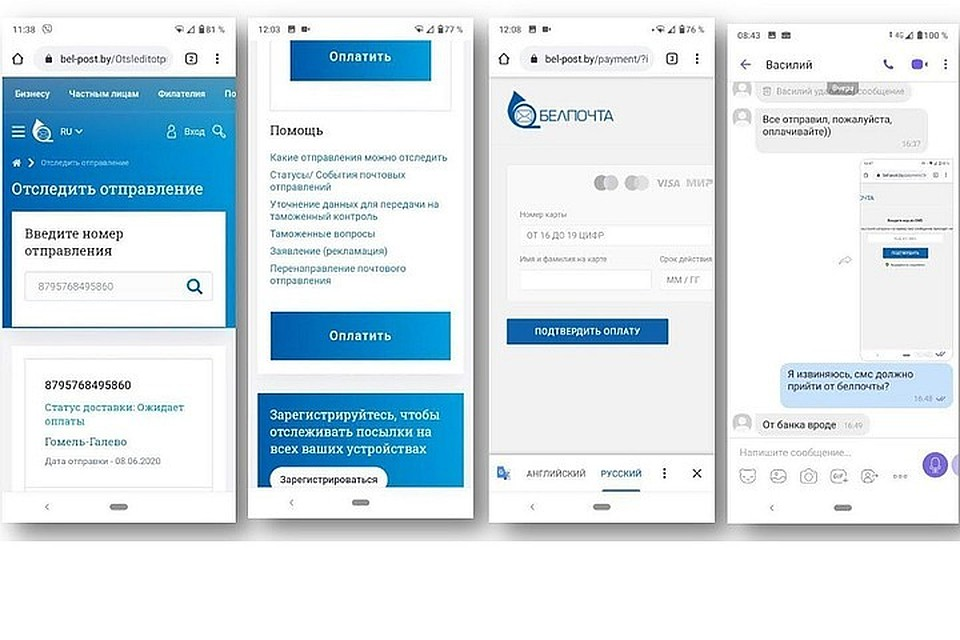 11:38
81 %
bel-post.by/Otsleditotp
2
Бизнесу Частным лицам Филателия По
RU
Вход
Отследить отправление
Отследить отправление
Введите номер
отправления
8795768495860
8795768495860
Статус доставки: Ожидает
оплаты
Гомель-Галево
Дата отправки - 08.06.2020
12:03
77 %
Оплатить
Помощь
Какие отправления можно отследить
Статусы/ События почтовых
отправлений
Уточнение данных для передачи на
таможенный контроль
Таможенные вопросы
Заявление (рекламация)
Перенаправление почтового
отправления
Оплатить
Зарегистрируйтесь, чтобы
отслеживать посылки на
всех ваших устройствах
Зарегистрироваться
12:08
76 %
bel-post.by/payment/?i
3
БЕЛПОЧТА
VISA МИР
Номер карты
ОТ 16 ДО 19 ЦИФР
Имя и фамилия на карте
Срок действия
ММ / ГГ
ПОДТВЕРДИТЬ ОПЛАТУ
АНГЛИЙСКИЙ РУССКИЙ
08:43
4G
100 %
Василий
Василий удалил сообщение
Вчера
Все отправил, пожалуйста,
оплачивайте))
16:37
ЧТА
ПОДТВЕРДИТЬ
Я извиняюсь, смс должно
прийти от белпочты?
16:48
От банка вроде
16:49
Напишите сообщение...
GIF